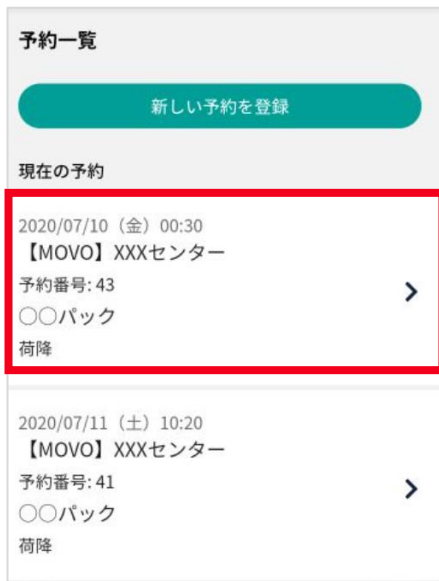 予約一覧
新しい予約を登録
現在の予約
2020/07/10（金）00:30
【MOVO】XXXセンター
予約番号: 43
○○パック
荷降
2020/07/11（土）10:20
【MOVO】XXXセンター
予約番号: 41
○○パック
荷降